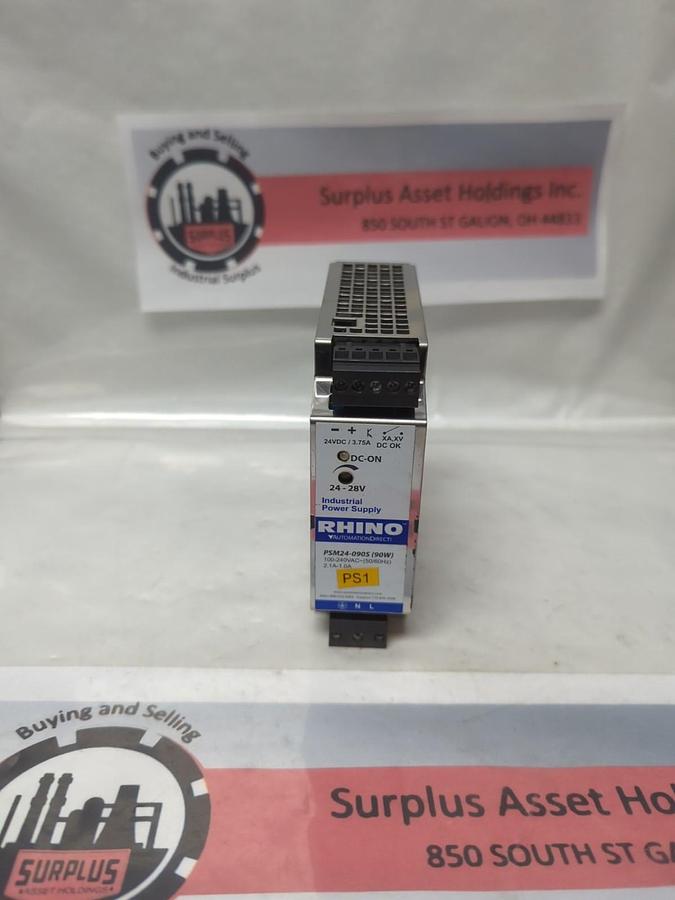 Buying and Selling
SURPLUS
Industrial Surplus
Surplus Asset Holdings Inc.
850 SOUTH ST GALION, OH 44833
− + XA,XV
24VDC / 3.75A DC OK
DC-ON
24 - 28V
Industrial
Power Supply
RHINO
AUTOMATIONDIRECT
PSM24-090S (90W)
100-240VAC~(50/60Hz)
2.1A-1.0A
PS1
N L
Buying and Selling
SURPLUS
ASSET HOLDINGS
Surplus Asset Hol
850 SOUTH ST GA